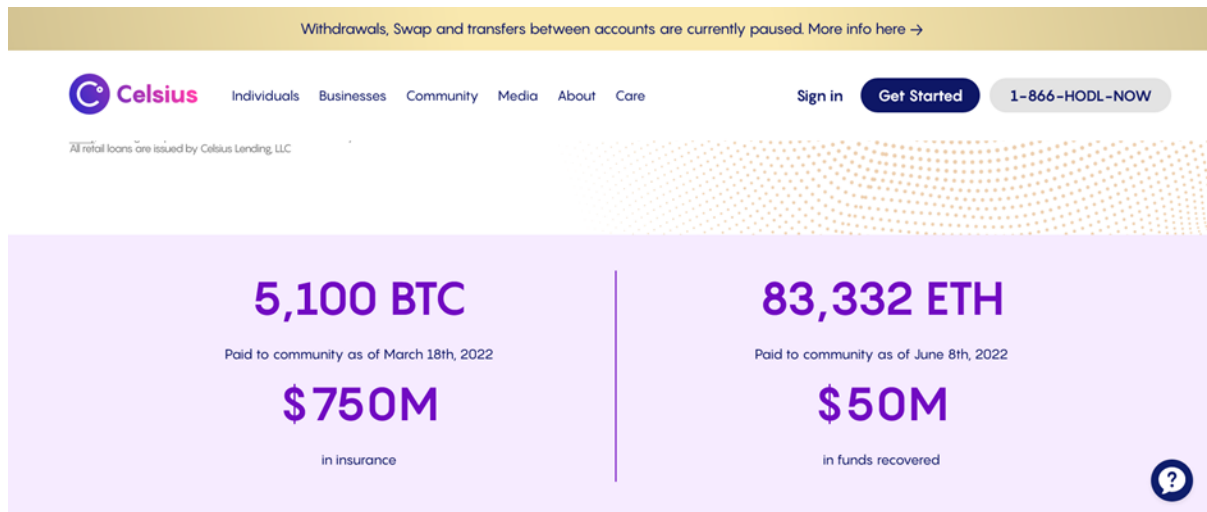 Withdrawals, Swap and transfers between accounts are currently paused. More info here →
Celsius Individuals Businesses Community Media About Care Sign in Get Started 1-866-HODL-NOW
All retail loans are issued by Celsius Lending, LLC
5,100 BTC
83,332 ETH
Paid to community as of March 18th, 2022
Paid to community as of June 8th, 2022
$750M
$50M
in insurance
in funds recovered